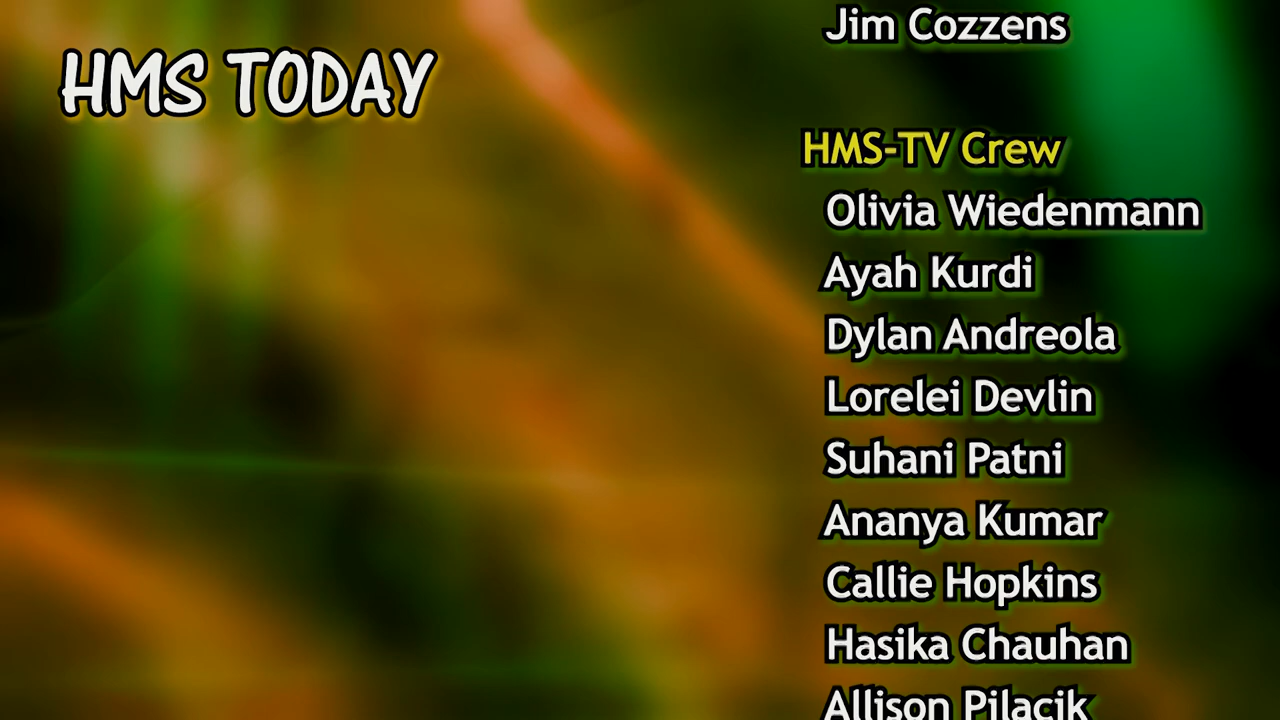 HMS TODAY
Jim Cozzens
HMS-TV Crew
Olivia Wiedenmann
Ayah Kurdi
Dylan Andreola
Lorelei Devlin
Suhani Patni
Ananya Kumar
Callie Hopkins
Hasika Chauhan
Allison Pilacik